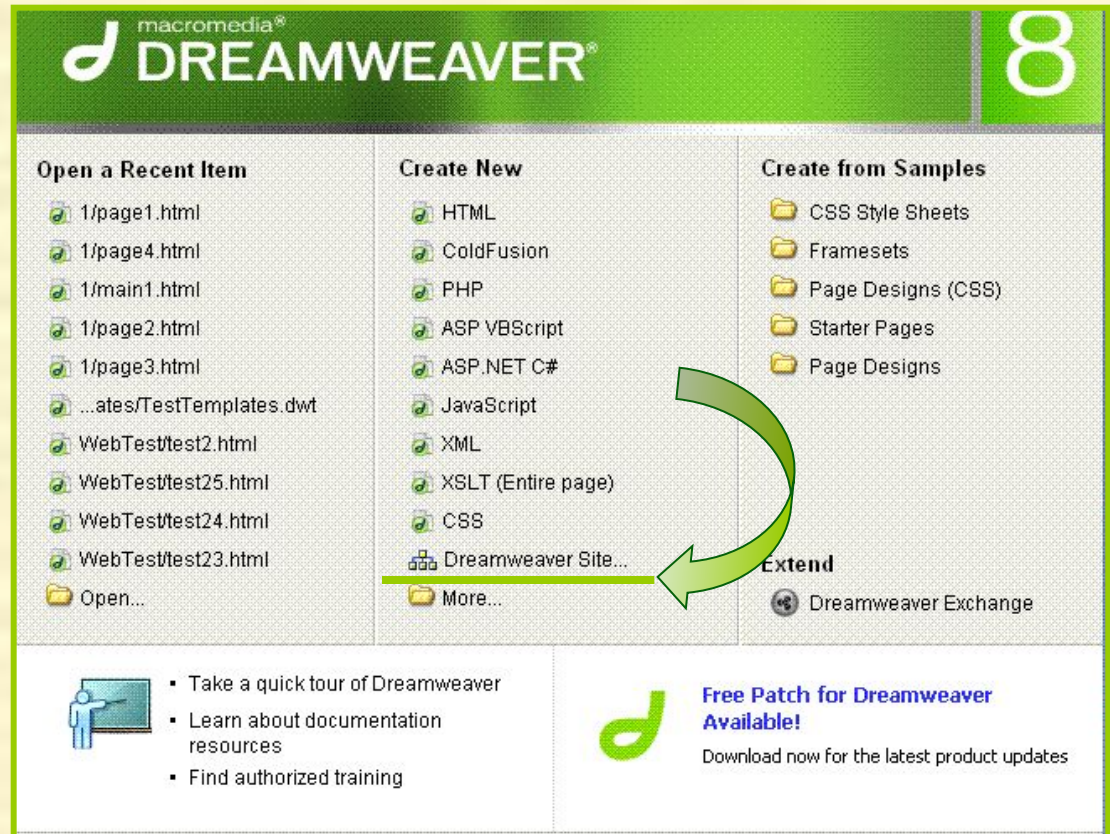 macromedia®
DREAMWEAVER®
8
Open a Recent Item
1/page1.html
1/page4.html
1/main1.html
1/page2.html
1/page3.html
...ates/TestTemplates.dwt
WebTest/test2.html
WebTest/test25.html
WebTest/test24.html
WebTest/test23.html
Open...
Create New
HTML
ColdFusion
PHP
ASP VBScript
ASP.NET C#
JavaScript
XML
XSLT (Entire page)
CSS
Dreamweaver Site...
More...
Create from Samples
CSS Style Sheets
Framesets
Page Designs (CSS)
Starter Pages
Page Designs
Extend
Dreamweaver Exchange
▪ Take a quick tour of Dreamweaver
▪ Learn about documentation
resources
▪ Find authorized training
Free Patch for Dreamweaver
Available!
Download now for the latest product updates